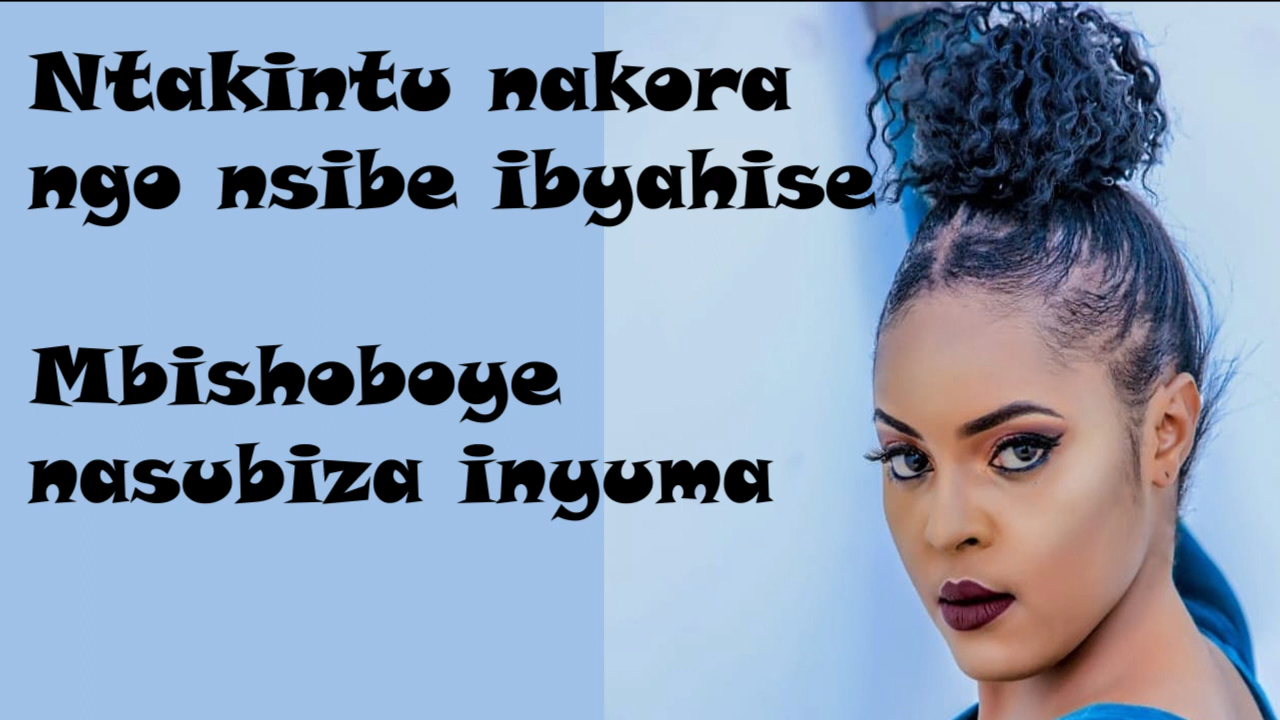 Ntakintu nakora
ngo nsibe ibyahise
Mbishoboye
nasubiza inyuma